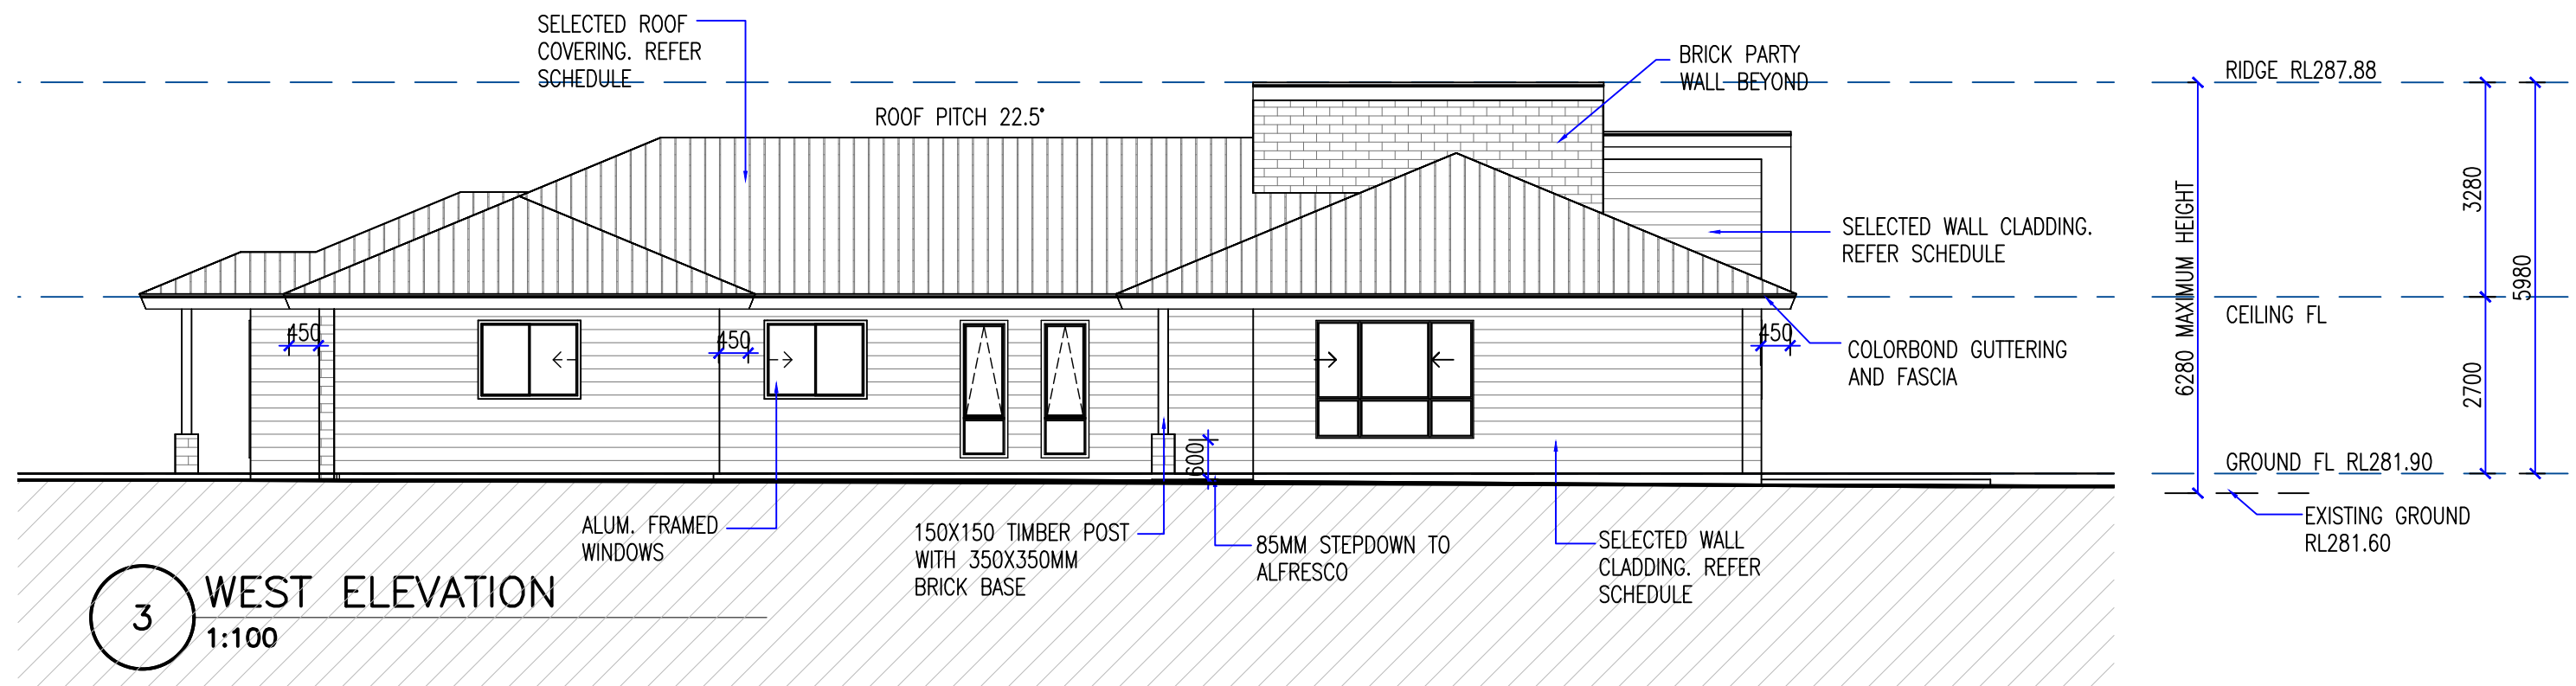 SELECTED ROOF
COVERING. REFER
SCHEDULE
ROOF PITCH 22.5°
BRICK PARTY
WALL BEYOND
RIDGE RL287.88
SELECTED WALL CLADDING.
REFER SCHEDULE
6280 MAXIMUM HEIGHT
3280
5980
2700
CEILING FL
450
450
450
COLORBOND GUTTERING
AND FASCIA
600
GROUND FL RL281.90
EXISTING GROUND
RL281.60
ALUM. FRAMED
WINDOWS
150X150 TIMBER POST
WITH 350X350MM
BRICK BASE
85MM STEPDOWN TO
ALFRESCO
SELECTED WALL
CLADDING. REFER
SCHEDULE
3
WEST ELEVATION
1:100